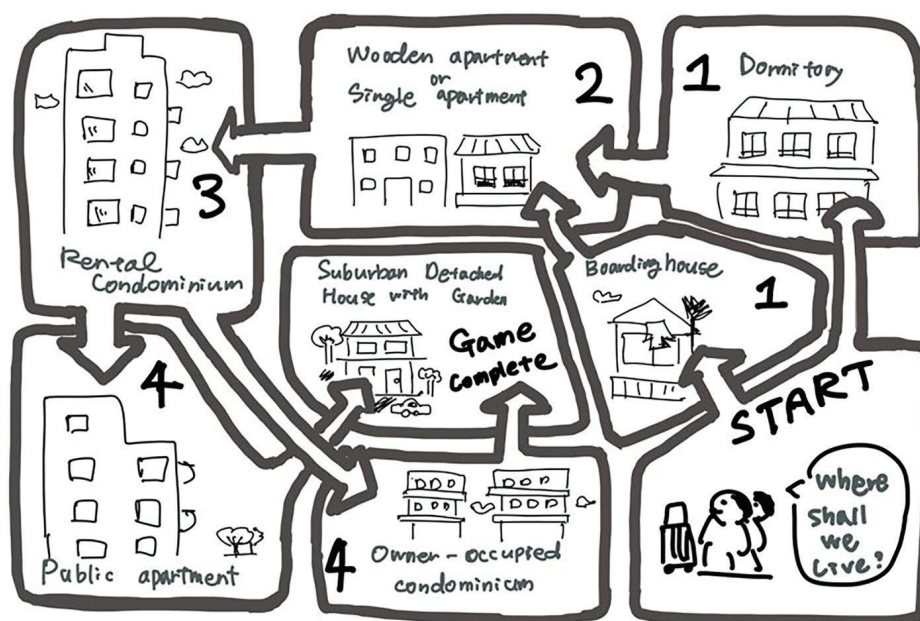 Wooden apartment
or
Single apartment
2
1
Dormitory
3
Rental
Condominium
Suburban Detached
House with Garden
Game
Complete
Boarding house
1
START
4
Public apartment
4
Owner-occupied
condominium
where
shall
we
Live?